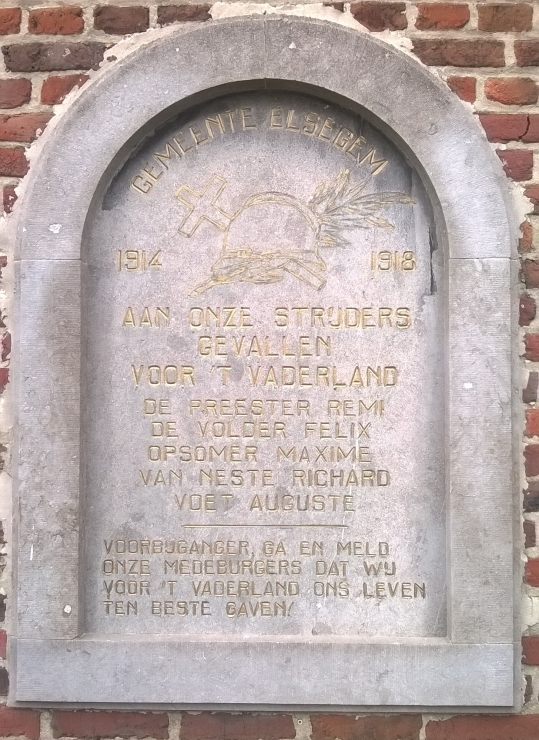 GEMEENTE ELSEGEM
1914 1918
AAN ONZE STRIJDERS
GEVALLEN
VOOR 'T VADERLAND
DE PREESTER REMI
DE VOLDER FELIX
OPSOMER MAXIME
VAN NESTE RICHARD
VOET AUGUSTE
VOORBIJGANGER, GA EN MELD
ONZE MEDEBURGERS DAT WIJ
VOOR 'T VADERLAND ONS LEVEN
TEN BESTE GAVEN!